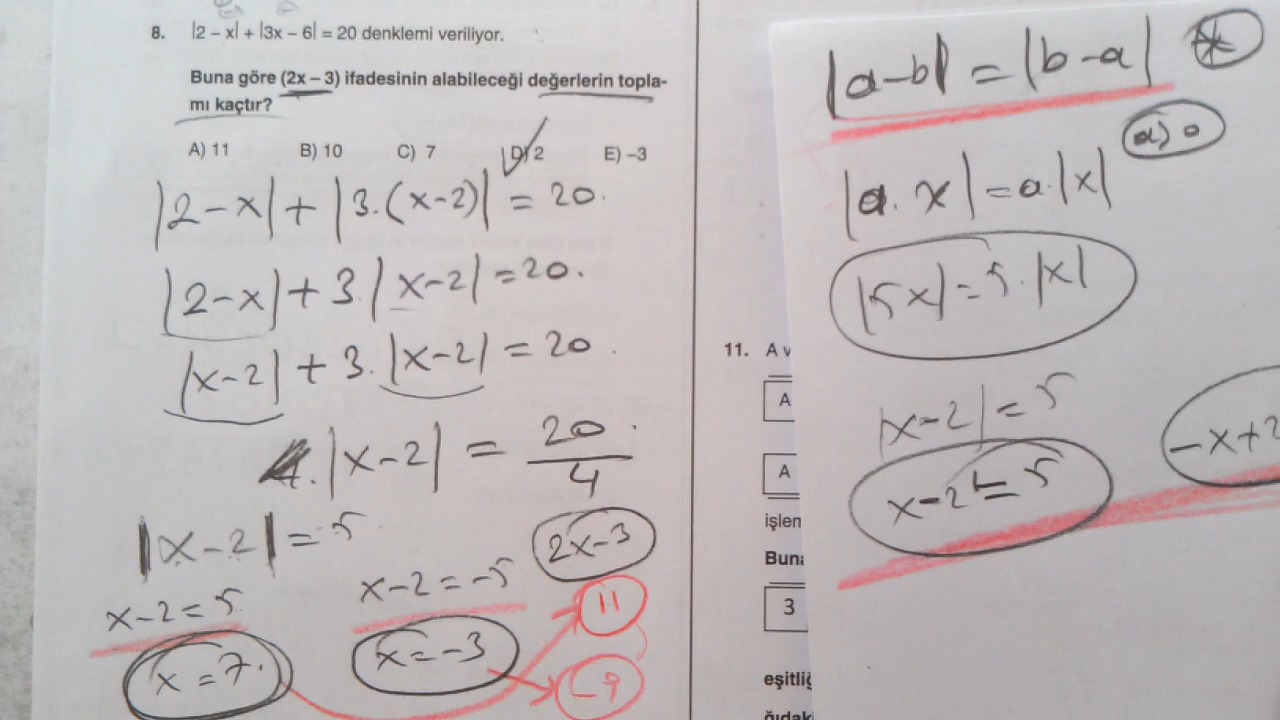 8. |2 – x| + |3x – 6| = 20 denklemi veriliyor.
Buna göre (2x – 3) ifadesinin alabileceği değerlerin topla-
mı kaçtır?
A) 11 B) 10 C) 7 D) 2 E) –3
|2-x| + |3.(x-2)| = 20.
|2-x| + 3.|x-2| = 20.
|x-2| + 3.|x-2| = 20.
4.|x-2| = 20/4
|x-2| = 5
2x-3
x-2 = 5
x-2 = -5
x = 7.
x = -3
11
-9
|a-b| = |b-a|
a>0
|a.x| = a.|x|
|5x| = 5.|x|
|x-2| = 5
x-2 = 5
-x+2
11. A v
A
A
işlen
Buna
3
eşitliğ
ğıdaki